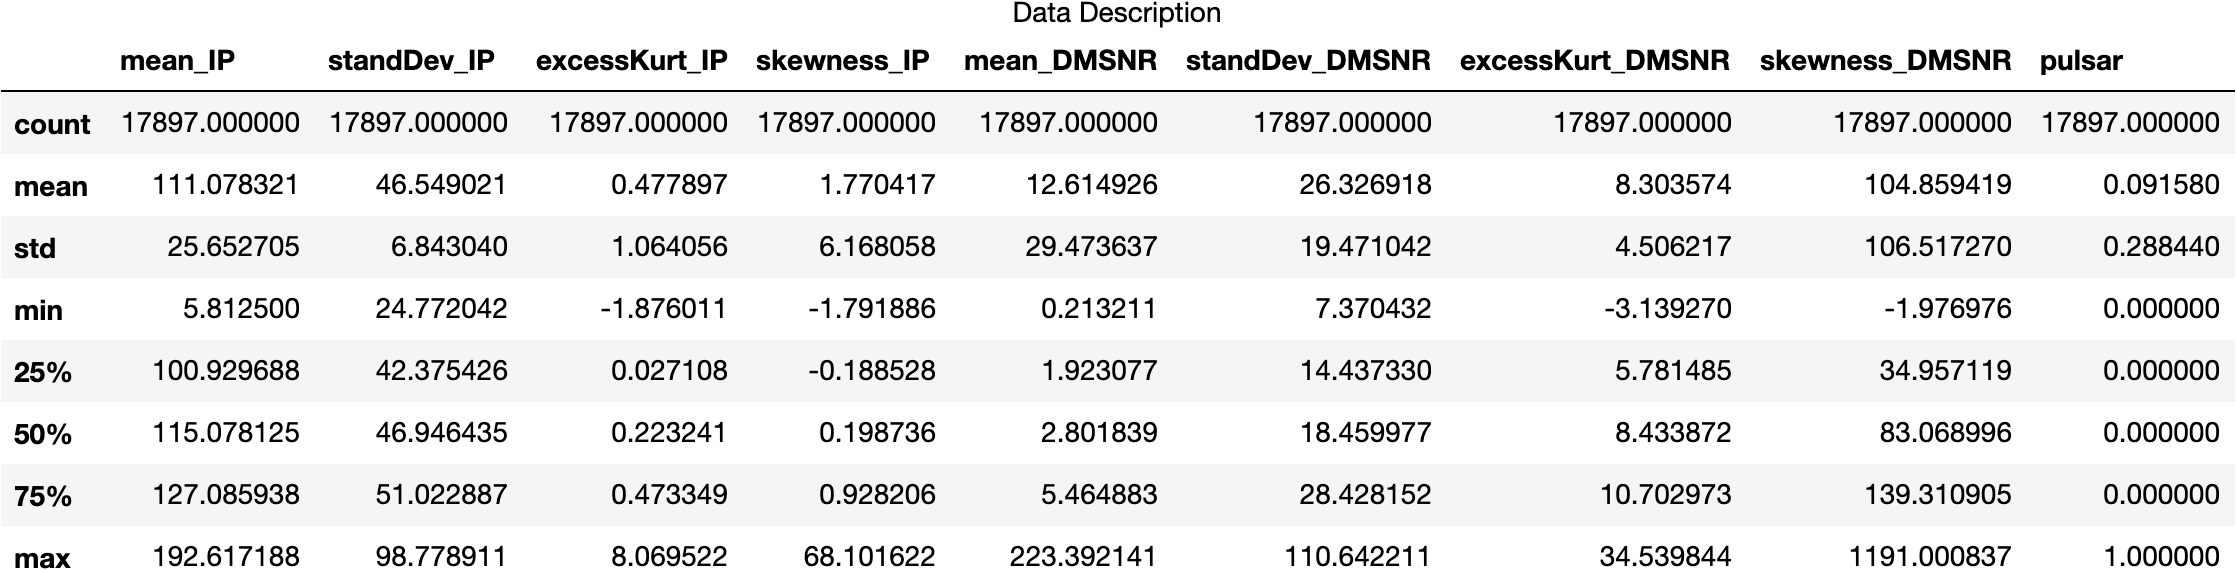 Data Description
mean_IP standDev_IP excessKurt_IP skewness_IP mean_DMSNR standDev_DMSNR excessKurt_DMSNR skewness_DMSNR pulsar
count 17897.000000 17897.000000 17897.000000 17897.000000 17897.000000 17897.000000 17897.000000 17897.000000 17897.000000
mean 111.078321 46.549021 0.477897 1.770417 12.614926 26.326918 8.303574 104.859419 0.091580
std 25.652705 6.843040 1.064056 6.168058 29.473637 19.471042 4.506217 106.517270 0.288440
min 5.812500 24.772042 -1.876011 -1.791886 0.213211 7.370432 -3.139270 -1.976976 0.000000
25% 100.929688 42.375426 0.027108 -0.188528 1.923077 14.437330 5.781485 34.957119 0.000000
50% 115.078125 46.946435 0.223241 0.198736 2.801839 18.459977 8.433872 83.068996 0.000000
75% 127.085938 51.022887 0.473349 0.928206 5.464883 28.428152 10.702973 139.310905 0.000000
max 192.617188 98.778911 8.069522 68.101622 223.392141 110.642211 34.539844 1191.000837 1.000000